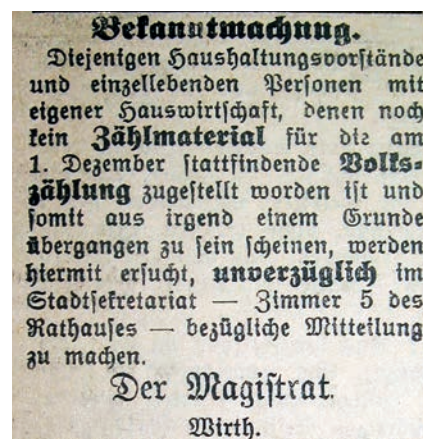 Bekanntmachung.
Diejenigen Haushaltungsvorstände
und einzellebenden Personen mit
eigener Hauswirtschaft, denen noch
kein Zählmaterial für die am
1. Dezember stattfindende Volks-
zählung zugestellt worden ist und
somit aus irgend einem Grunde
übergangen zu sein scheinen, werden
hiermit ersucht, unverzüglich im
Stadtsekretariat — Zimmer 5 des
Rathauses — bezügliche Mitteilung
zu machen.
Der Magistrat.
Wirth.